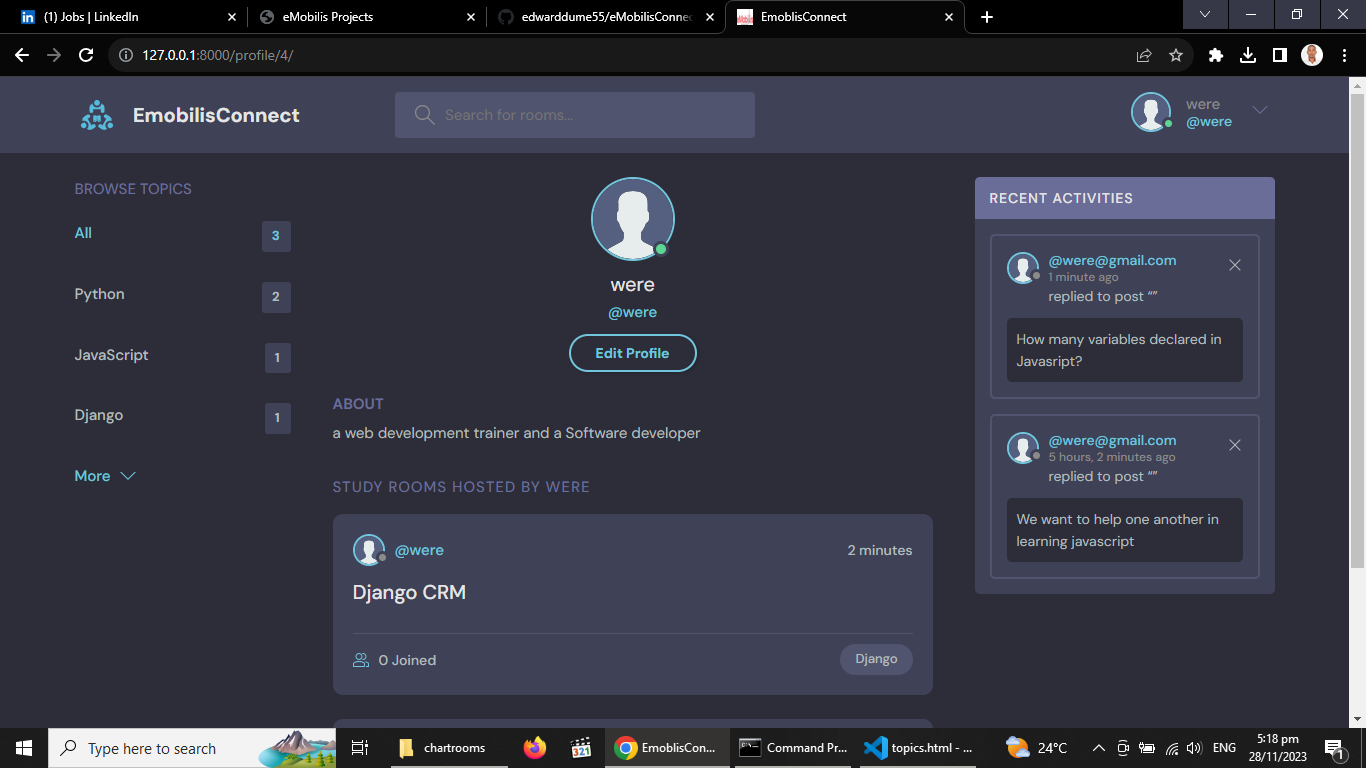 (1) Jobs | LinkedIn
eMobilis Projects
edwarddume55/eMobilisConnec
EmoblisConnect
127.0.0.1:8000/profile/4/
EmobilisConnect
Search for rooms...
were
@were
BROWSE TOPICS
All
3
Python
2
JavaScript
1
Django
1
More
were
@were
Edit Profile
ABOUT
a web development trainer and a Software developer
STUDY ROOMS HOSTED BY WERE
@were
2 minutes
Django CRM
0 Joined
Django
RECENT ACTIVITIES
@were@gmail.com
1 minute ago
replied to post “”
How many variables declared in
Javasript?
@were@gmail.com
5 hours, 2 minutes ago
replied to post “”
We want to help one another in
learning javascript
Type here to search
chartrooms
321
EmoblisCon...
Command Pr...
topics.html - ...
24°C
ENG
5:18 pm
28/11/2023
1